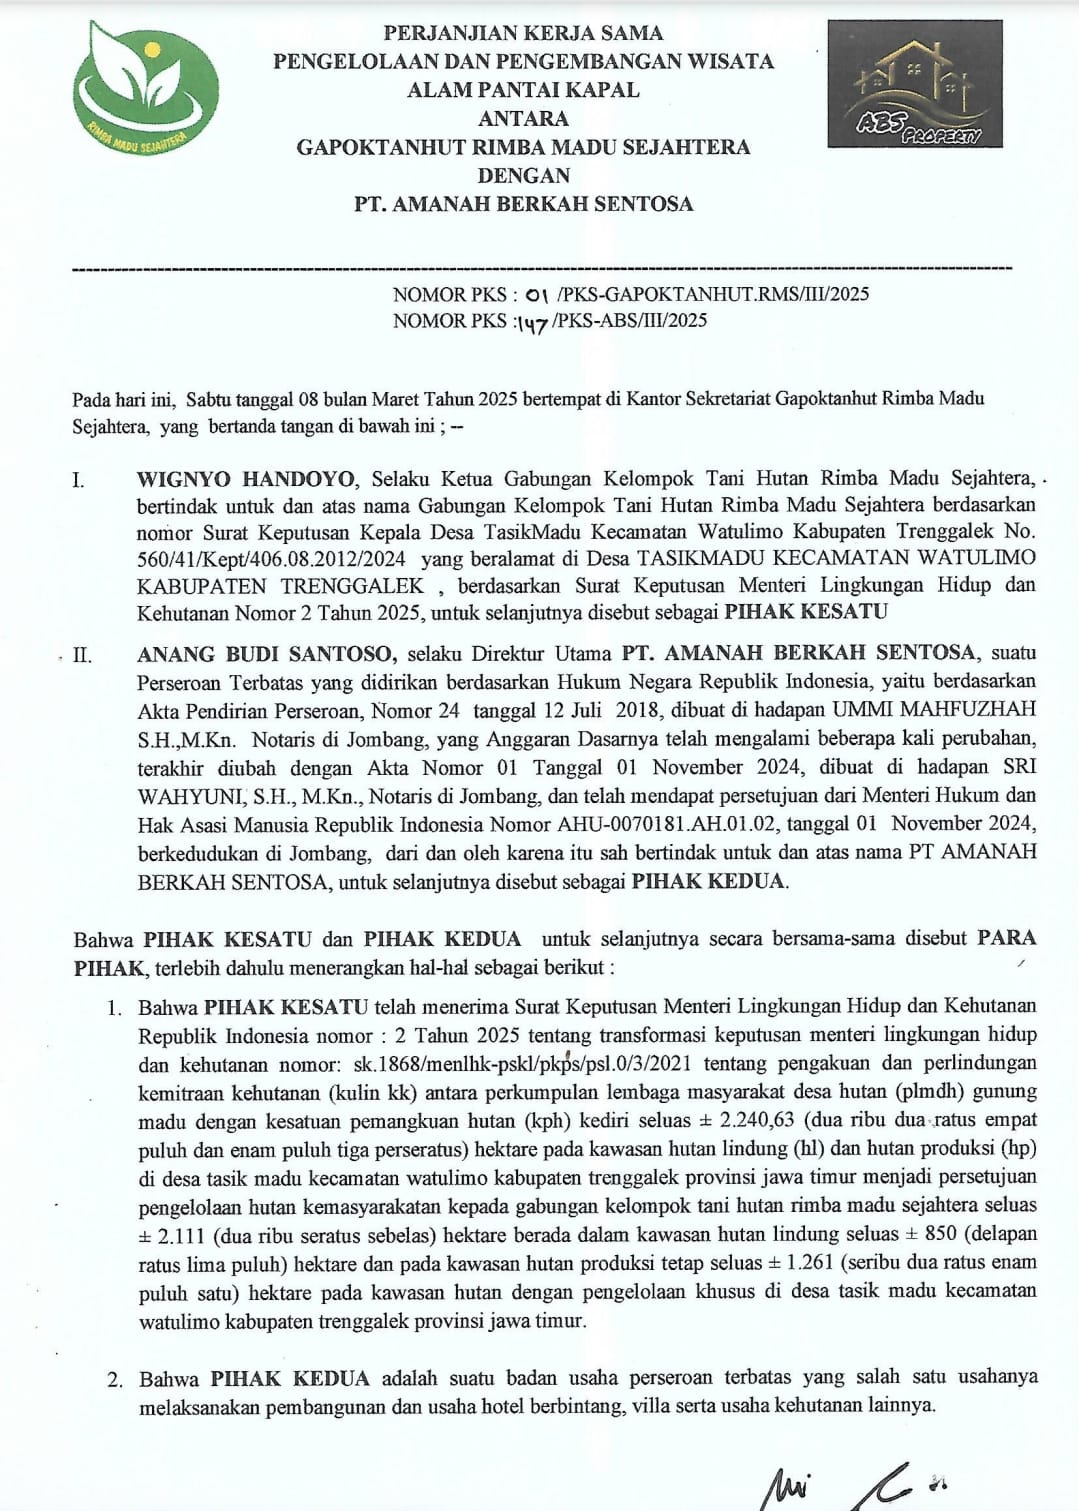 PERJANJIAN KERJA SAMA
PENGELOLAAN DAN PENGEMBANGAN WISATA
ALAM PANTAI KAPAL
ANTARA
GAPOKTANHUT RIMBA MADU SEJAHTERA
DENGAN
PT. AMANAH BERKAH SENTOSA
RIMBA MADU SEJAHTERA
ABS PROPERTY
NOMOR PKS : 01 /PKS-GAPOKTANHUT.RMS/III/2025
NOMOR PKS :147/PKS-ABS/III/2025
Pada hari ini, Sabtu tanggal 08 bulan Maret Tahun 2025 bertempat di Kantor Sekretariat Gapoktanhut Rimba Madu
Sejahtera, yang bertanda tangan di bawah ini ; --
I. WIGNYO HANDOYO, Selaku Ketua Gabungan Kelompok Tani Hutan Rimba Madu Sejahtera,
bertindak untuk dan atas nama Gabungan Kelompok Tani Hutan Rimba Madu Sejahtera berdasarkan
nomor Surat Keputusan Kepala Desa TasikMadu Kecamatan Watulimo Kabupaten Trenggalek No.
560/41/Kept/406.08.2012/2024 yang beralamat di Desa TASIKMADU KECAMATAN WATULIMO
KABUPATEN TRENGGALEK , berdasarkan Surat Keputusan Menteri Lingkungan Hidup dan
Kehutanan Nomor 2 Tahun 2025, untuk selanjutnya disebut sebagai PIHAK KESATU
II. ANANG BUDI SANTOSO, selaku Direktur Utama PT. AMANAH BERKAH SENTOSA, suatu
Perseroan Terbatas yang didirikan berdasarkan Hukum Negara Republik Indonesia, yaitu berdasarkan
Akta Pendirian Perseroan, Nomor 24 tanggal 12 Juli 2018, dibuat di hadapan UMMI MAHFUZHAH
S.H.,M.Kn. Notaris di Jombang, yang Anggaran Dasarnya telah mengalami beberapa kali perubahan,
terakhir diubah dengan Akta Nomor 01 Tanggal 01 November 2024, dibuat di hadapan SRI
WAHYUNI, S.H., M.Kn., Notaris di Jombang, dan telah mendapat persetujuan dari Menteri Hukum dan
Hak Asasi Manusia Republik Indonesia Nomor AHU-0070181.AH.01.02, tanggal 01 November 2024,
berkedudukan di Jombang, dari dan oleh karena itu sah bertindak untuk dan atas nama PT AMANAH
BERKAH SENTOSA, untuk selanjutnya disebut sebagai PIHAK KEDUA.
Bahwa PIHAK KESATU dan PIHAK KEDUA untuk selanjutnya secara bersama-sama disebut PARA
PIHAK, terlebih dahulu menerangkan hal-hal sebagai berikut :
1. Bahwa PIHAK KESATU telah menerima Surat Keputusan Menteri Lingkungan Hidup dan Kehutanan
Republik Indonesia nomor : 2 Tahun 2025 tentang transformasi keputusan menteri lingkungan hidup
dan kehutanan nomor: sk.1868/menlhk-pskl/pkps/psl.0/3/2021 tentang pengakuan dan perlindungan
kemitraan kehutanan (kulin kk) antara perkumpulan lembaga masyarakat desa hutan (plmdh) gunung
madu dengan kesatuan pemangkuan hutan (kph) kediri seluas ± 2.240,63 (dua ribu dua ratus empat
puluh dan enam puluh tiga perseratus) hektare pada kawasan hutan lindung (hl) dan hutan produksi (hp)
di desa tasik madu kecamatan watulimo kabupaten trenggalek provinsi jawa timur menjadi persetujuan
pengelolaan hutan kemasyarakatan kepada gabungan kelompok tani hutan rimba madu sejahtera seluas
± 2.111 (dua ribu seratus sebelas) hektare berada dalam kawasan hutan lindung seluas ± 850 (delapan
ratus lima puluh) hektare dan pada kawasan hutan produksi tetap seluas ± 1.261 (seribu dua ratus enam
puluh satu) hektare pada kawasan hutan dengan pengelolaan khusus di desa tasik madu kecamatan
watulimo kabupaten trenggalek provinsi jawa timur.
2. Bahwa PIHAK KEDUA adalah suatu badan usaha perseroan terbatas yang salah satu usahanya
melaksanakan pembangunan dan usaha hotel berbintang, villa serta usaha kehutanan lainnya.